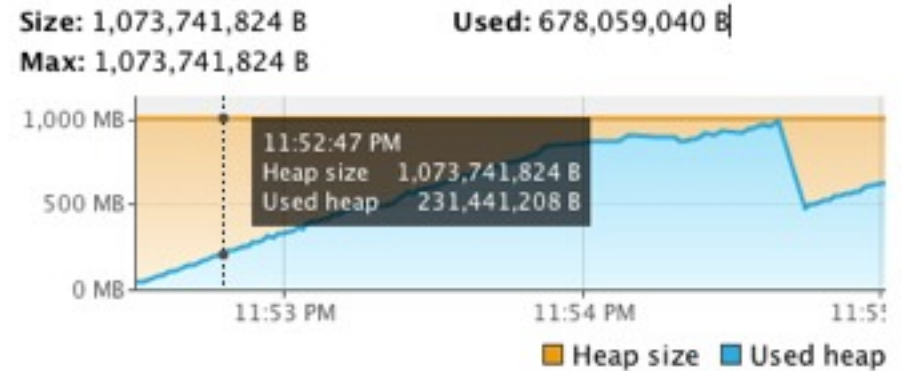 Size: 1,073,741,824 B Used: 678,059,040 B
Max: 1,073,741,824 B
1,000 MB
11:52:47 PM
Heap size 1,073,741,824 B
500 MB
Used heap 231,441,208 B
0 MB
11:53 PM 11:54 PM
Heap size Used heap